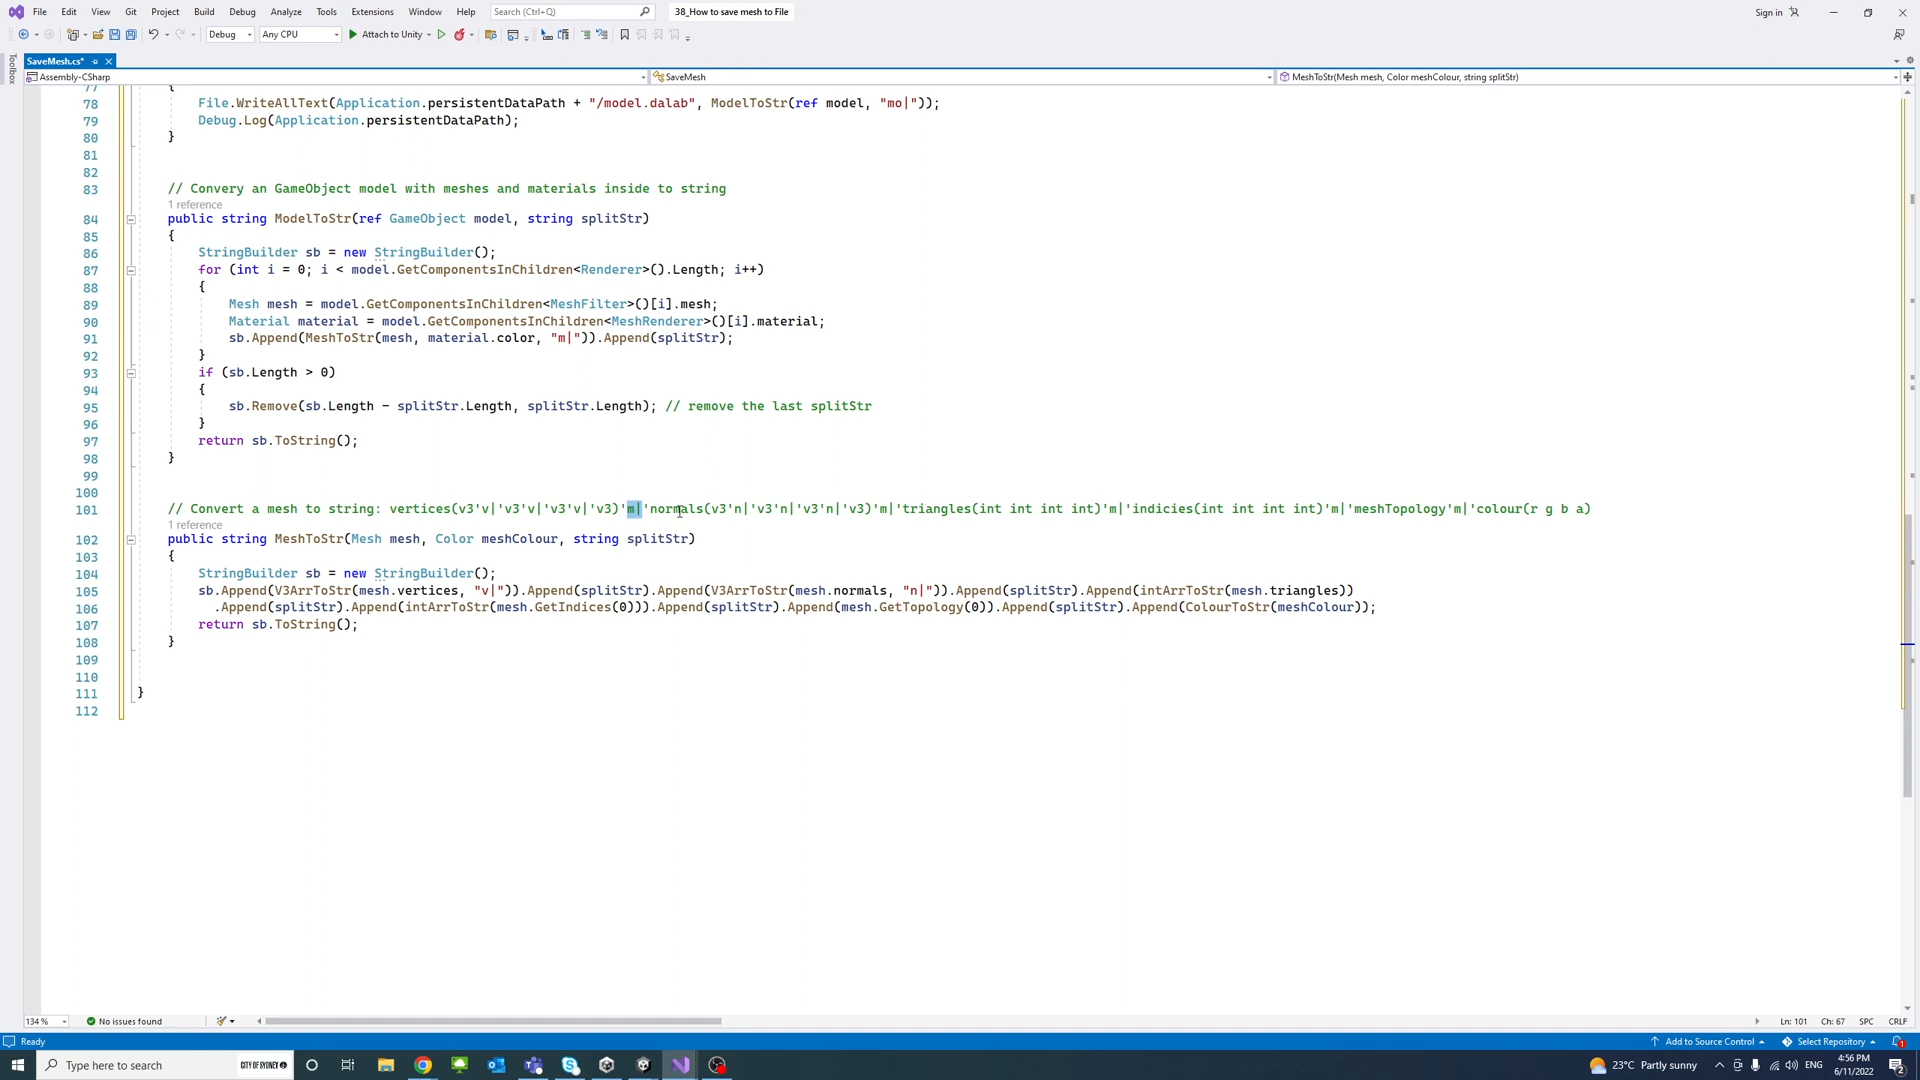 File Edit View Git Project Build Debug Analyze Tools Extensions Window Help Search (Ctrl+Q) 38_How to save mesh to File Sign in
Debug Any CPU Attach to Unity
Toolbox
SaveMesh.cs*
Assembly-CSharp SaveMesh MeshToStr(Mesh mesh, Color meshColour, string splitStr)
77 {
78 File.WriteAllText(Application.persistentDataPath + "/model.dalab", ModelToStr(ref model, "mo|"));
79 Debug.Log(Application.persistentDataPath);
80 }
81
82
83 // Convery an GameObject model with meshes and materials inside to string
1 reference
84 public string ModelToStr(ref GameObject model, string splitStr)
85 {
86 StringBuilder sb = new StringBuilder();
87 for (int i = 0; i < model.GetComponentsInChildren<Renderer>().Length; i++)
88 {
89 Mesh mesh = model.GetComponentsInChildren<MeshFilter>()[i].mesh;
90 Material material = model.GetComponentsInChildren<MeshRenderer>()[i].material;
91 sb.Append(MeshToStr(mesh, material.color, "m|")).Append(splitStr);
92 }
93 if (sb.Length > 0)
94 {
95 sb.Remove(sb.Length - splitStr.Length, splitStr.Length); // remove the last splitStr
96 }
97 return sb.ToString();
98 }
99
100
101 // Convert a mesh to string: vertices(v3'v|'v3'v|'v3'v|'v3)'m|'normals(v3'n|'v3'n|'v3'n|'v3)'m|'triangles(int int int int)'m|'indicies(int int int int)'m|'meshTopology'm|'colour(r g b a)
1 reference
102 public string MeshToStr(Mesh mesh, Color meshColour, string splitStr)
103 {
104 StringBuilder sb = new StringBuilder();
105 sb.Append(V3ArrToStr(mesh.vertices, "v|")).Append(splitStr).Append(V3ArrToStr(mesh.normals, "n|")).Append(splitStr).Append(intArrToStr(mesh.triangles))
106 .Append(splitStr).Append(intArrToStr(mesh.GetIndices(0))).Append(splitStr).Append(mesh.GetTopology(0)).Append(splitStr).Append(ColourToStr(meshColour));
107 return sb.ToString();
108 }
109
110
111 }
112
134 % No issues found Ln: 101 Ch: 67 SPC CRLF
Ready Add to Source Control Select Repository 1
Type here to search CITY OF SYDNEY 23°C Partly sunny ENG 4:56 PM
6/11/2022 2